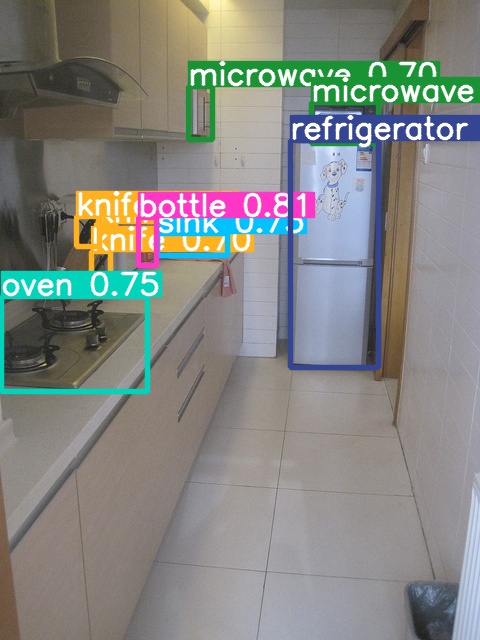 microwave 0.70
microwave
refrigerator
knife
bottle 0.81
sink 0.75
knife 0.70
oven 0.75